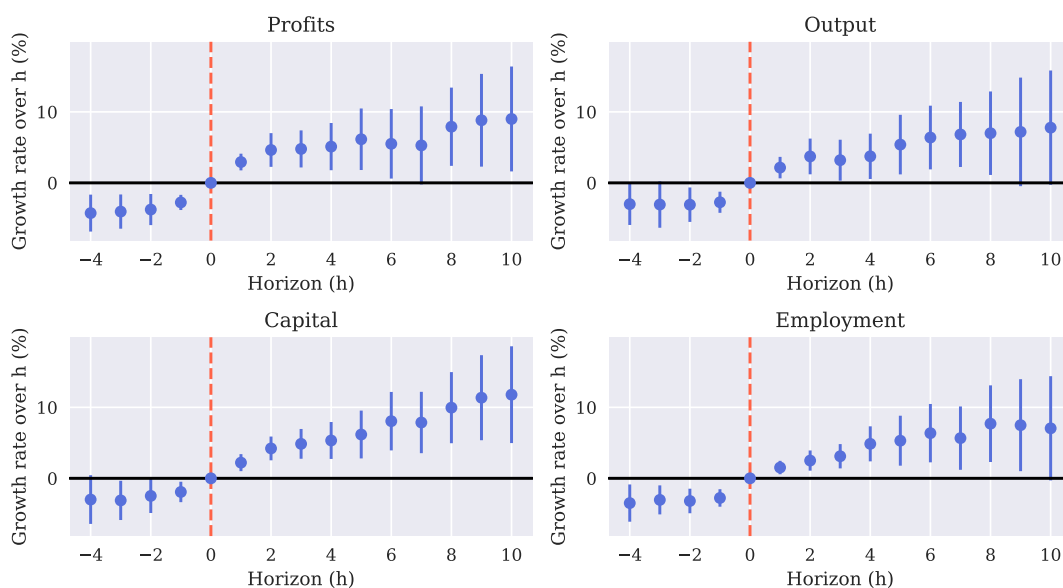 Profits
Growth rate over h (%)
10
0
−4 −2 0 2 4 6 8 10
Horizon (h)
Output
Growth rate over h (%)
10
0
−4 −2 0 2 4 6 8 10
Horizon (h)
Capital
Growth rate over h (%)
10
0
−4 −2 0 2 4 6 8 10
Horizon (h)
Employment
Growth rate over h (%)
10
0
−4 −2 0 2 4 6 8 10
Horizon (h)